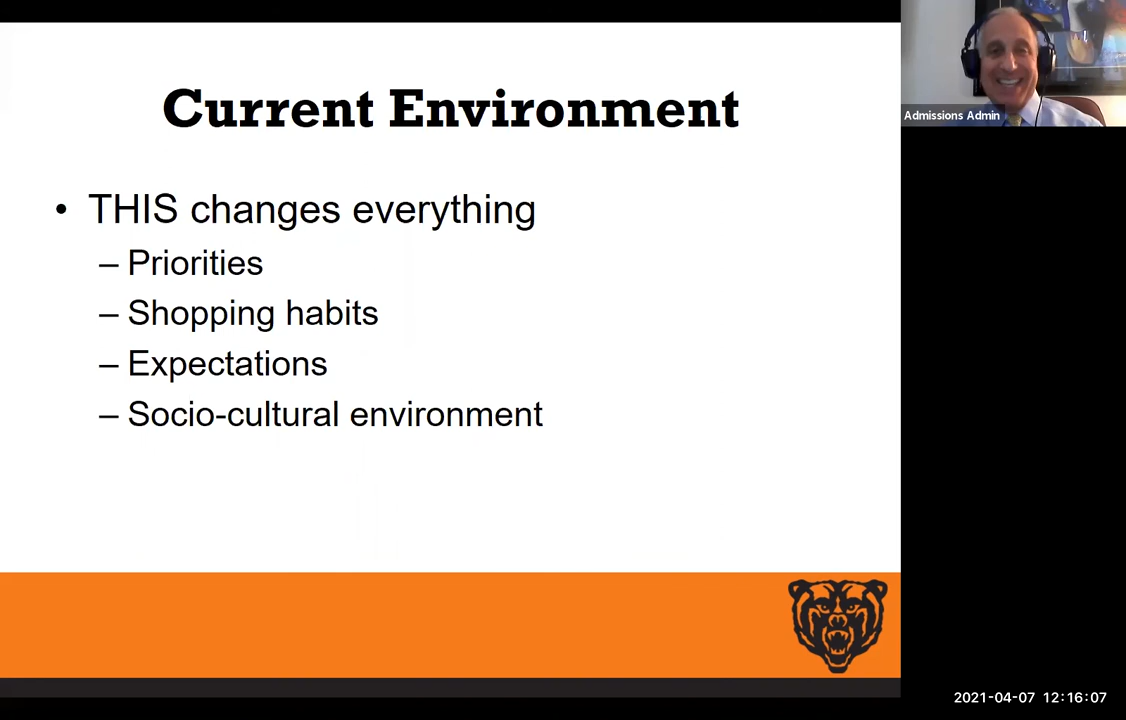 Current Environment
• THIS changes everything
– Priorities
– Shopping habits
– Expectations
– Socio-cultural environment
Admissions Admin
2021-04-07 12:16:07